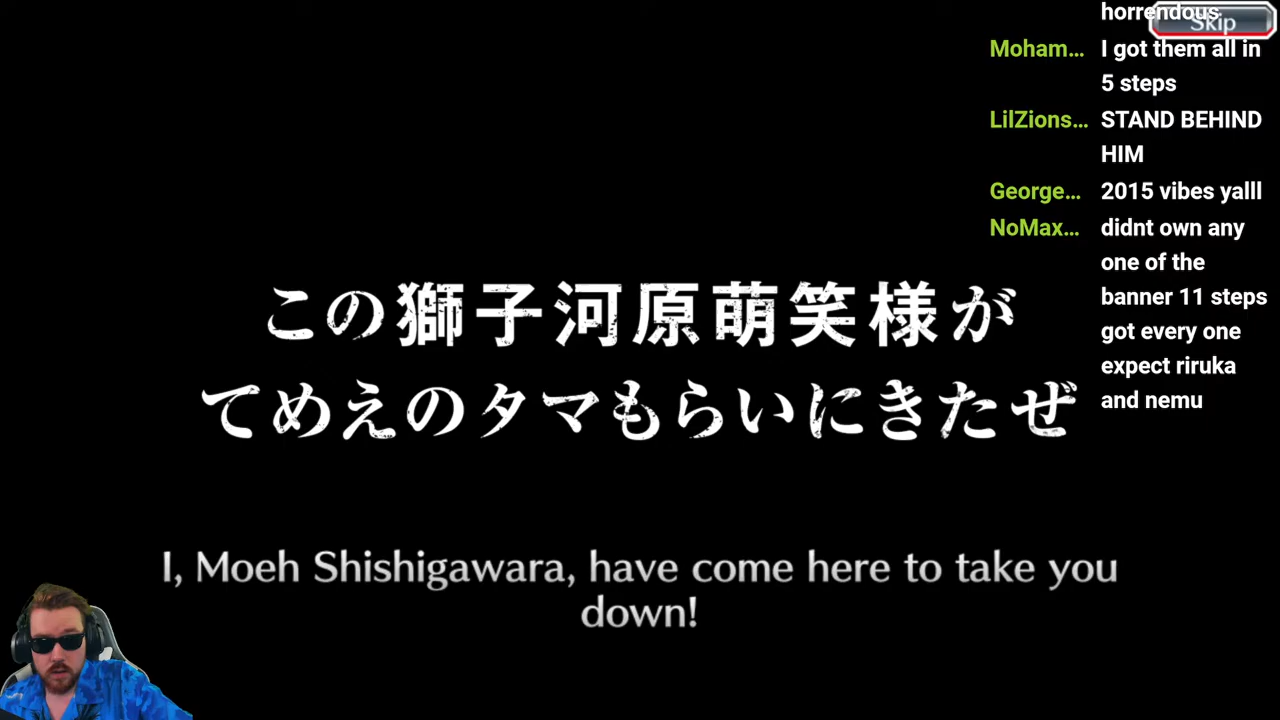 horrendous
Skip
Moham… I got them all in
5 steps
LilZions… STAND BEHIND
HIM
George… 2015 vibes yalll
NoMax… didnt own any
one of the
banner 11 steps
got every one
expect riruka
and nemu
この獅子河原萌笑様が
てめえのタマもらいにきたぜ
I, Moeh Shishigawara, have come here to take you
down!